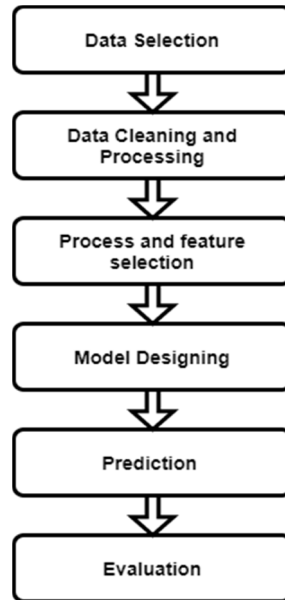 Data Selection
Data Cleaning and
Processing
Process and feature
selection
Model Designing
Prediction
Evaluation